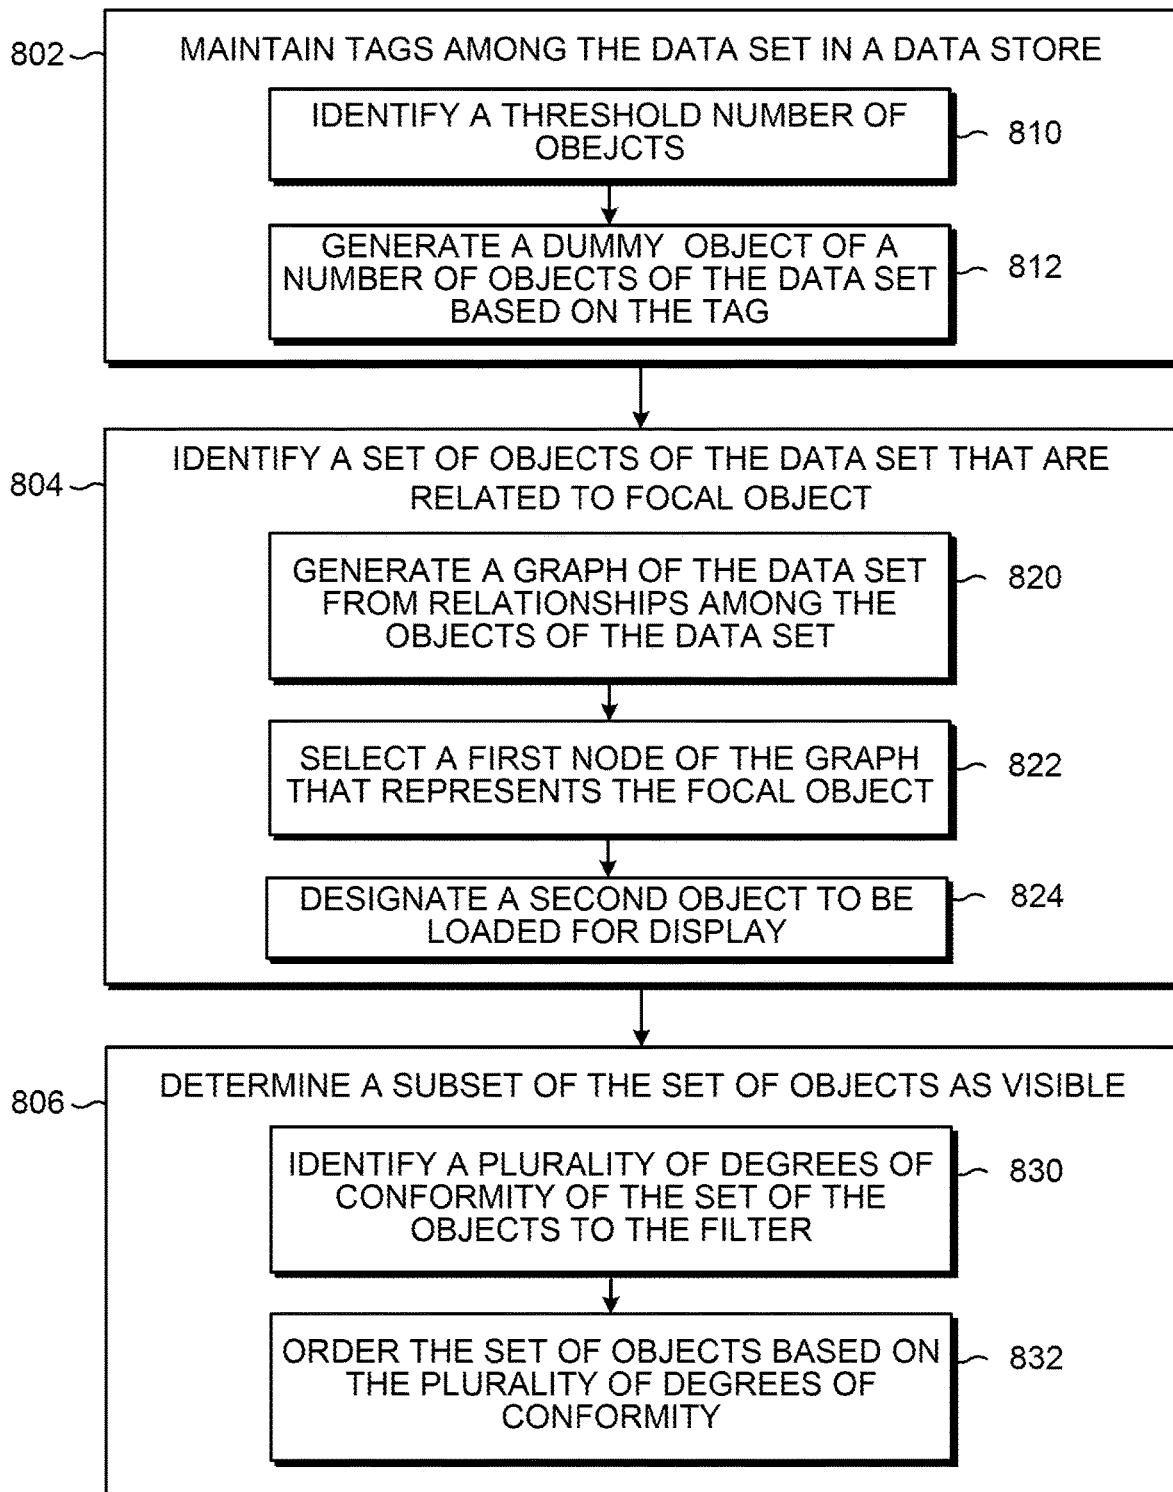 802
MAINTAIN TAGS AMONG THE DATA SET IN A DATA STORE
IDENTIFY A THRESHOLD NUMBER OF
OBEJCTS
810
GENERATE A DUMMY OBJECT OF A
NUMBER OF OBJECTS OF THE DATA SET
BASED ON THE TAG
812
804
IDENTIFY A SET OF OBJECTS OF THE DATA SET THAT ARE
RELATED TO FOCAL OBJECT
GENERATE A GRAPH OF THE DATA SET
FROM RELATIONSHIPS AMONG THE
OBJECTS OF THE DATA SET
820
SELECT A FIRST NODE OF THE GRAPH
THAT REPRESENTS THE FOCAL OBJECT
822
DESIGNATE A SECOND OBJECT TO BE
LOADED FOR DISPLAY
824
806
DETERMINE A SUBSET OF THE SET OF OBJECTS AS VISIBLE
IDENTIFY A PLURALITY OF DEGREES OF
CONFORMITY OF THE SET OF THE
OBJECTS TO THE FILTER
830
ORDER THE SET OF OBJECTS BASED ON
THE PLURALITY OF DEGREES OF
CONFORMITY
832